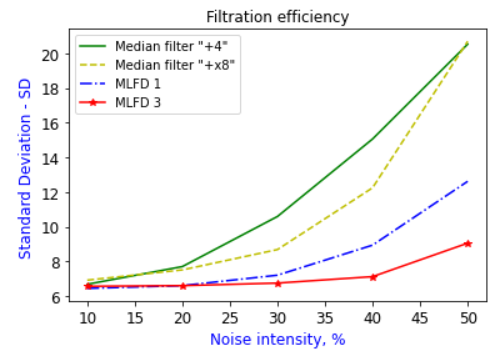 Filtration efficiency
Median filter "+4"
Median filter "+x8"
MLFD 1
MLFD 3
Standard Deviation - SD
20
18
16
14
12
10
8
6
10 15 20 25 30 35 40 45 50
Noise intensity, %